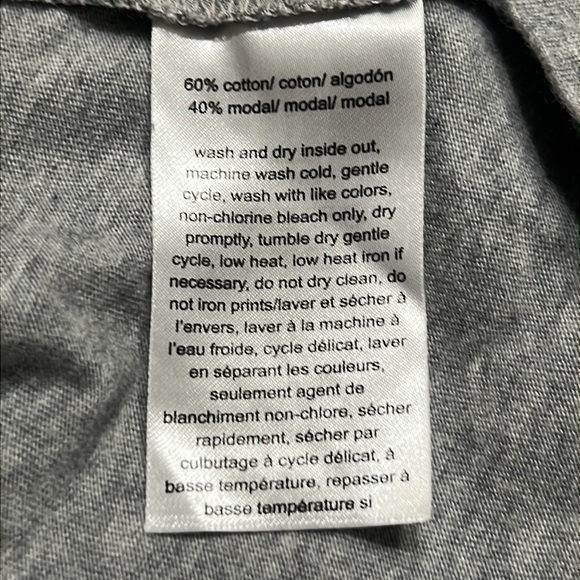 60% cotton/ coton/ algodón
40% modal/ modal/ modal
wash and dry inside out,
machine wash cold, gentle
cycle, wash with like colors,
non-chlorine bleach only, dry
promptly, tumble dry gentle
cycle, low heat, low heat iron if
necessary, do not dry clean, do
not iron prints/laver et sécher à
l'envers, laver à la machine à
l'eau froide, cycle délicat, laver
en séparant les couleurs,
seulement agent de
blanchiment non-chlore, sécher
rapidement, sécher par
culbutage à cycle délicat, à
basse température, repasser à
basse température si